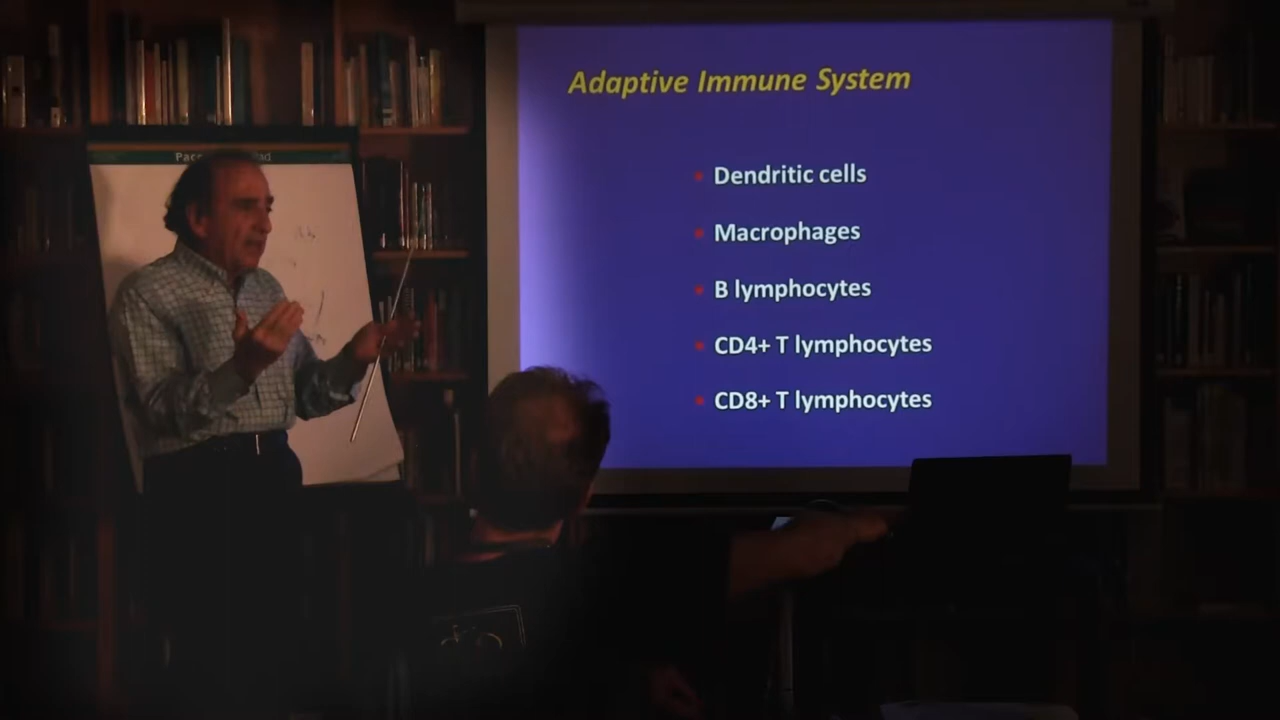 Adaptive Immune System
Dendritic cells
Macrophages
B lymphocytes
CD4+ T lymphocytes
CD8+ T lymphocytes